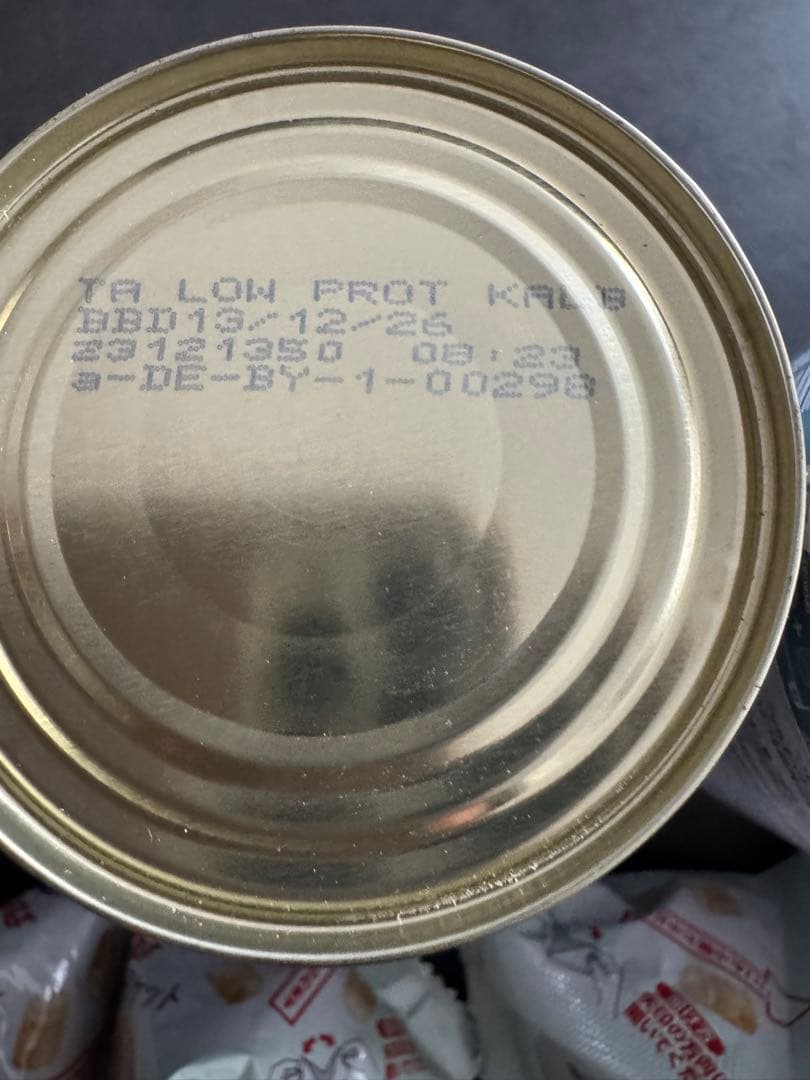 TA LOW PROT KALB
BBD13/12/26
23121350 08:23
a-DE-BY-1-00298